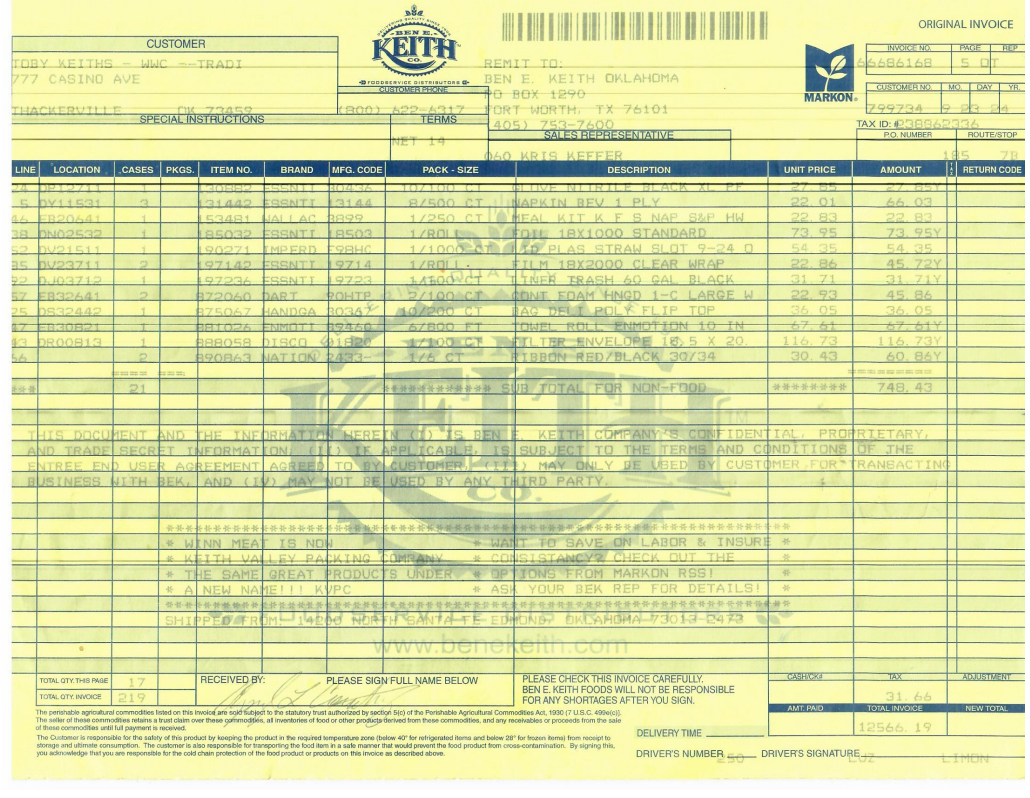 DELIVERING QUALITY SINCE 1906
BEN E.
KEITH
CO.
FOODSERVICE DISTRIBUTORS
ORIGINAL INVOICE
MARKON®
INVOICE NO. PAGE REP
66686168 5 OT
CUSTOMER
TOBY KEITHS - WWC --TRADI
777 CASINO AVE
THACKERVILLE OK 73459
CUSTOMER PHONE
(800) 622-6317
REMIT TO:
BEN E. KEITH OKLAHOMA
PO BOX 1290
FORT WORTH, TX 76101
(405) 753-7600
CUSTOMER NO. MO. DAY YR.
799734 9 23 24
TAX ID: #238862336
SPECIAL INSTRUCTIONS
TERMS
NET 14
SALES REPRESENTATIVE
060 KRIS KEFFER
P.O. NUMBER ROUTE/STOP
185 7B
LINE LOCATION CASES PKGS. ITEM NO. BRAND MFG. CODE PACK - SIZE DESCRIPTION UNIT PRICE AMOUNT RETURN CODE
24 DP12711 1 130882 ESSNTI 30436 10/100 CT GLOVE NITRILE BLACK XL PF 27.85 27.85Y
5 DY11531 3 131442 ESSNTI 13144 8/500 CT NAPKIN BEV 1 PLY 22.01 66.03
46 EB20641 1 153481 WALLAC 3899 1/250 CT MEAL KIT K F S NAP S&P HW 22.83 22.83
38 DN02532 1 185032 ESSNTI 18503 1/ROLL FOIL 18X1000 STANDARD 73.95 73.95Y
52 DV21511 1 190271 IMPERD E98HC 1/1000 CT LID PLAS STRAW SLOT 9-24 O 54.35 54.35
35 DV23711 2 197142 ESSNTI 19714 1/ROLL FILM 18X2000 CLEAR WRAP 22.86 45.72Y
92 DJ03712 1 197236 ESSNTI 19723 1/100 CT LINER TRASH 60 GAL BLACK 31.71 31.71Y
57 EB32641 2 872060 DART 90HTP 2/100 CT CONT FOAM HNGD 1-C LARGE W 22.93 45.86
25 DS32442 1 875067 HANDGA 30367 10/200 CT BAG DELI POLY FLIP TOP 36.05 36.05
47 EB30821 1 881026 ENMOTI 89460 6/800 FT TOWEL ROLL ENMOTION 10 IN 67.61 67.61Y
43 DR00813 1 888058 DISCO 01820 1/100 CT FILTER ENVELOPE 18.5 X 20. 116.73 116.73Y
66 2 890863 NATION 2433- 1/6 CT RIBBON RED/BLACK 30/34 30.43 60.86Y
==== === =========
*** 21 *********** SUB TOTAL FOR NON-FOOD ******** 748.43
THIS DOCUMENT AND THE INFORMATION HEREIN (I) IS BEN E. KEITH COMPANY'S CONFIDENTIAL, PROPRIETARY,
AND TRADE SECRET INFORMATION, (II) IF APPLICABLE, IS SUBJECT TO THE TERMS AND CONDITIONS OF THE
ENTREE END USER AGREEMENT AGREED TO BY CUSTOMER, (III) MAY ONLY BE USED BY CUSTOMER FOR TRANSACTING
BUSINESS WITH BEK, AND (IV) MAY NOT BE USED BY ANY THIRD PARTY.
* WINN MEAT IS NOW * WANT TO SAVE ON LABOR & INSURE *
* KEITH VALLEY PACKING COMPANY * CONSISTANCY? CHECK OUT THE *
* THE SAME GREAT PRODUCTS UNDER * OPTIONS FROM MARKON RSS! *
* A NEW NAME!!! KVPC * ASK YOUR BEK REP FOR DETAILS! *
SHIPPED FROM: 14200 NORTH SANTA FE EDMOND, OKLAHOMA 73013-2473
www.benekeith.com
TOTAL QTY. THIS PAGE 17
TOTAL QTY. INVOICE 219
RECEIVED BY: PLEASE SIGN FULL NAME BELOW
PLEASE CHECK THIS INVOICE CAREFULLY.
BEN E. KEITH FOODS WILL NOT BE RESPONSIBLE
FOR ANY SHORTAGES AFTER YOU SIGN.
CASH/CK# TAX ADJUSTMENT
31.66
AMT. PAID TOTAL INVOICE NEW TOTAL
12566.19
The perishable agricultural commodities listed on this invoice are sold subject to the statutory trust authorized by section 5(c) of the Perishable Agricultural Commodities Act, 1930 (7 U.S.C. 499e(c)).
The seller of these commodities retains a trust claim over these commodities, all inventories of food or other products derived from these commodities, and any receivables or proceeds from the sale
of these commodities until full payment is received.
The Customer is responsible for the safety of this product by keeping the product in the required temperature zone (below 40° for refrigerated items and below 28° for frozen items) from receipt to
storage and ultimate consumption. The customer is also responsible for transporting the food item in a safe manner that would prevent the food product from cross-contamination. By signing this,
you acknowledge that you are responsible for the cold chain protection of the food product or products on this invoice as described above.
DELIVERY TIME
DRIVER'S NUMBER 250 DRIVER'S SIGNATURE LUZ LIMON